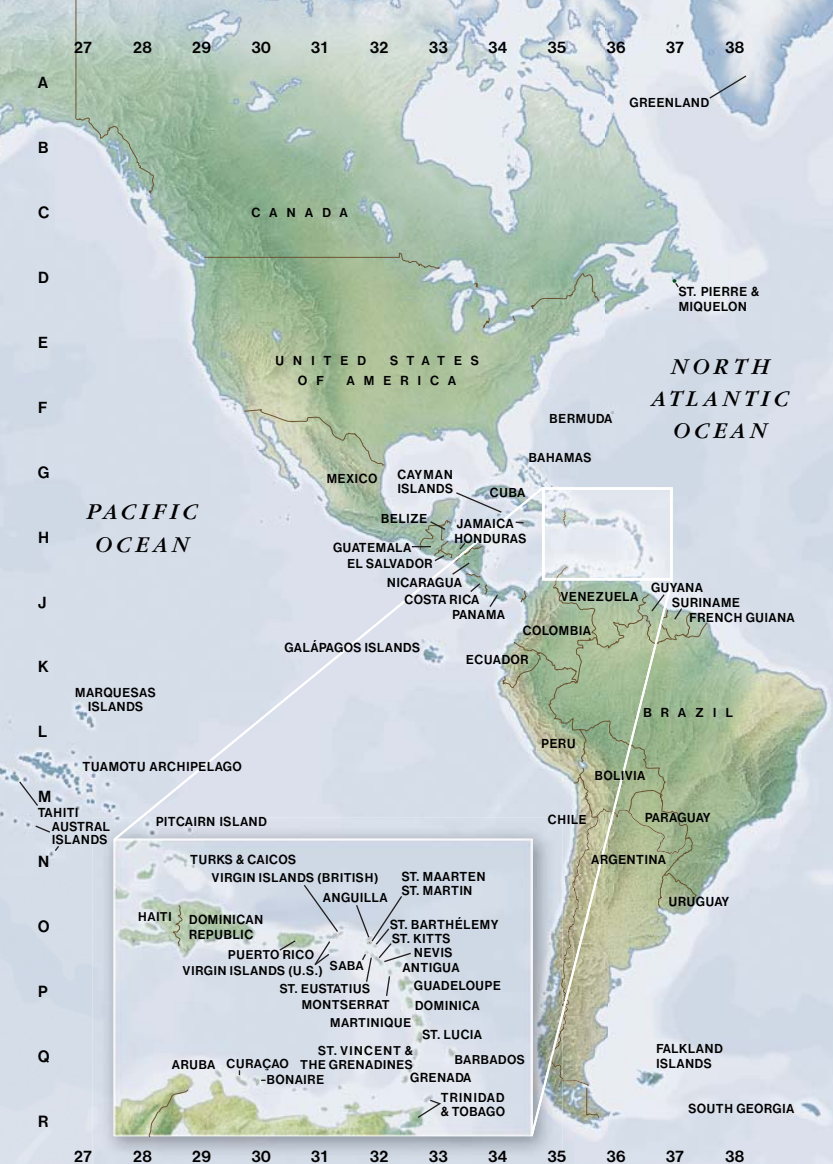 27 28 29 30 31 32 33 34 35 36 37 38
A
GREENLAND
B
C
CANADA
D
ST. PIERRE &
MIQUELON
E
UNITED STATES
OF AMERICA
NORTH
ATLANTIC
OCEAN
F
BERMUDA
BAHAMAS
G
MEXICO
CAYMAN
ISLANDS
CUBA
PACIFIC
OCEAN
BELIZE
JAMAICA
H
HONDURAS
GUATEMALA
EL SALVADOR
NICARAGUA
COSTA RICA
PANAMA
J
VENEZUELA
GUYANA
SURINAME
FRENCH GUIANA
COLOMBIA
GALÁPAGOS ISLANDS
K
ECUADOR
MARQUESAS
ISLANDS
BRAZIL
L
PERU
TUAMOTU ARCHIPELAGO
BOLIVIA
M
TAHITI
AUSTRAL
ISLANDS
PITCAIRN ISLAND
CHILE
PARAGUAY
N
ARGENTINA
URUGUAY
TURKS & CAICOS
VIRGIN ISLANDS (BRITISH)
ST. MAARTEN
ST. MARTIN
ANGUILLA
HAITI
DOMINICAN
REPUBLIC
O
ST. BARTHÉLEMY
ST. KITTS
NEVIS
PUERTO RICO
VIRGIN ISLANDS (U.S.)
SABA
ANTIGUA
ST. EUSTATIUS
GUADELOUPE
P
MONTSERRAT
DOMINICA
MARTINIQUE
ST. LUCIA
Q
ST. VINCENT &
THE GRENADINES
BARBADOS
ARUBA
CURAÇAO
BONAIRE
GRENADA
TRINIDAD
& TOBAGO
FALKLAND
ISLANDS
SOUTH GEORGIA
R
27 28 29 30 31 32 33 34 35 36 37 38